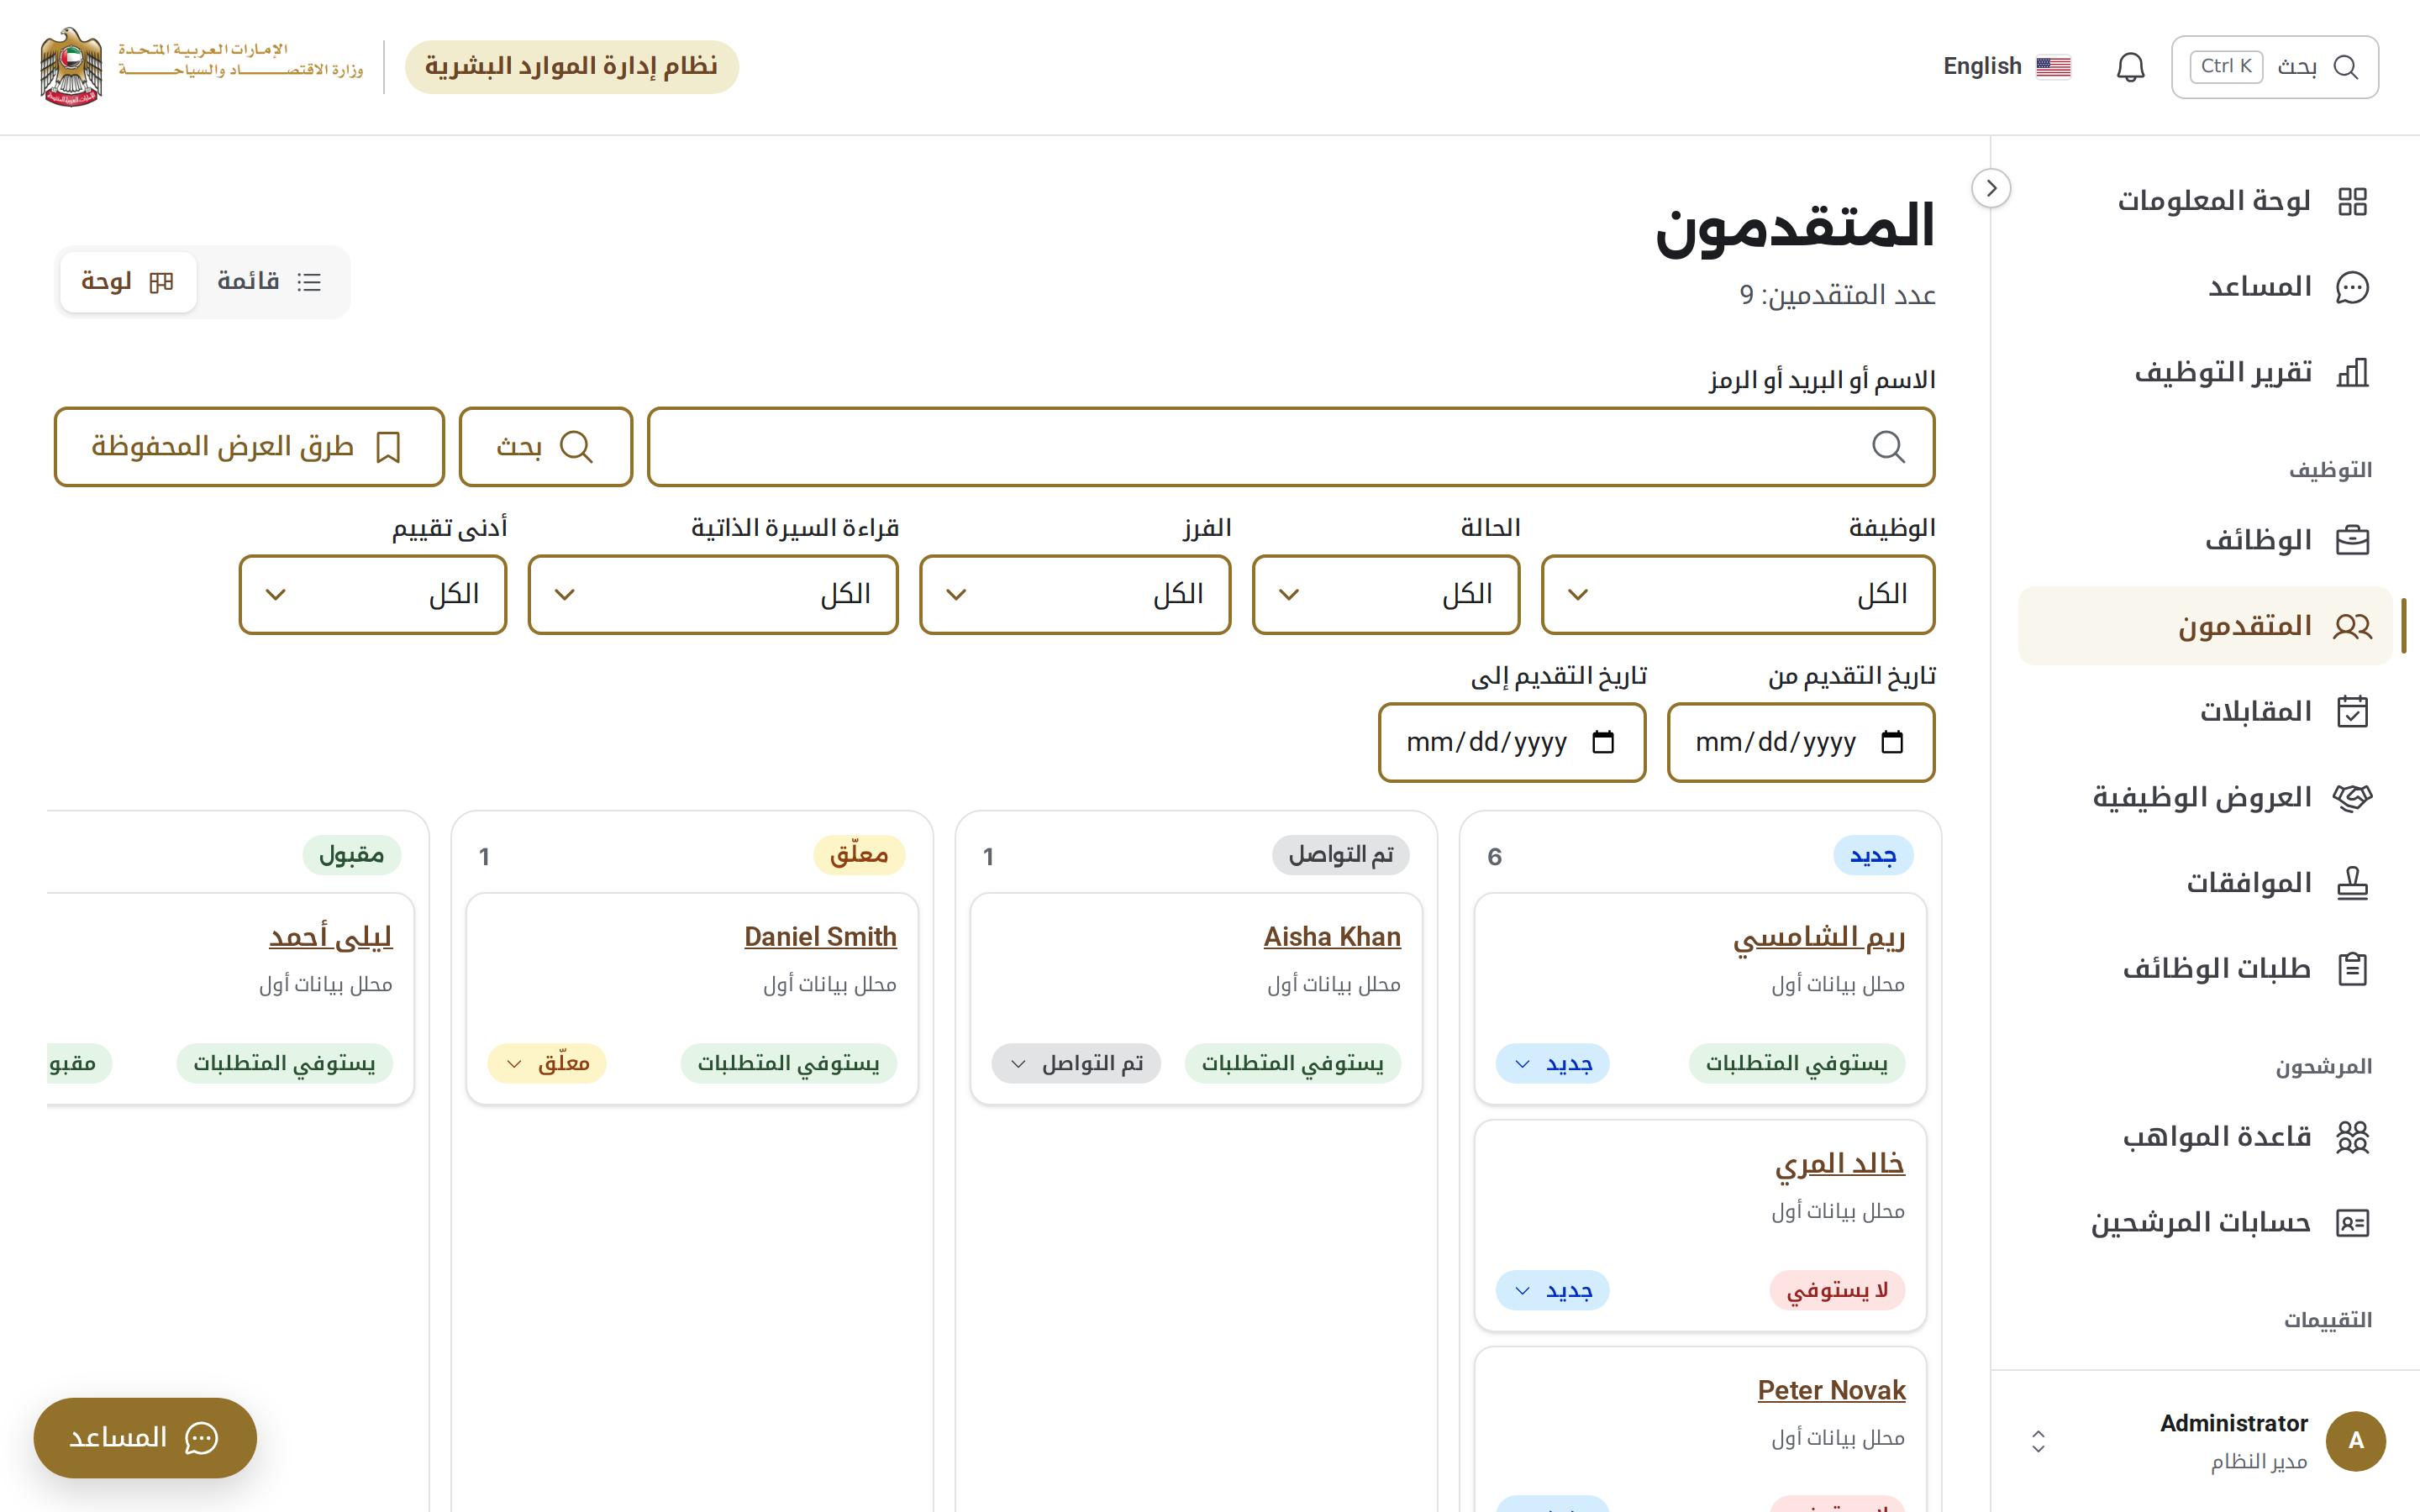 الإمارات العربية المتحدة
وزارة الاقتصاد والسياحة
نظام إدارة الموارد البشرية
English
Ctrl K
بحث
لوحة المعلومات
المساعد
تقرير التوظيف
التوظيف
الوظائف
المتقدمون
المقابلات
العروض الوظيفية
الموافقات
طلبات الوظائف
المرشحون
قاعدة المواهب
حسابات المرشحين
التقييمات
Administrator
مدير النظام
A
المتقدمون
عدد المتقدمين: 9
قائمة
لوحة
الاسم أو البريد أو الرمز
بحث
طرق العرض المحفوظة
الوظيفة
الكل
الحالة
الكل
الفرز
الكل
قراءة السيرة الذاتية
الكل
أدنى تقييم
الكل
تاريخ التقديم من
mm/dd/yyyy
تاريخ التقديم إلى
mm/dd/yyyy
جديد
6
ريم الشامسي
محلل بيانات أول
يستوفي المتطلبات
جديد
خالد المري
محلل بيانات أول
لا يستوفي
جديد
Peter Novak
محلل بيانات أول
تم التواصل
1
Aisha Khan
محلل بيانات أول
يستوفي المتطلبات
تم التواصل
معلّق
1
Daniel Smith
محلل بيانات أول
يستوفي المتطلبات
معلّق
مقبول
ليلى أحمد
محلل بيانات أول
يستوفي المتطلبات
المساعد